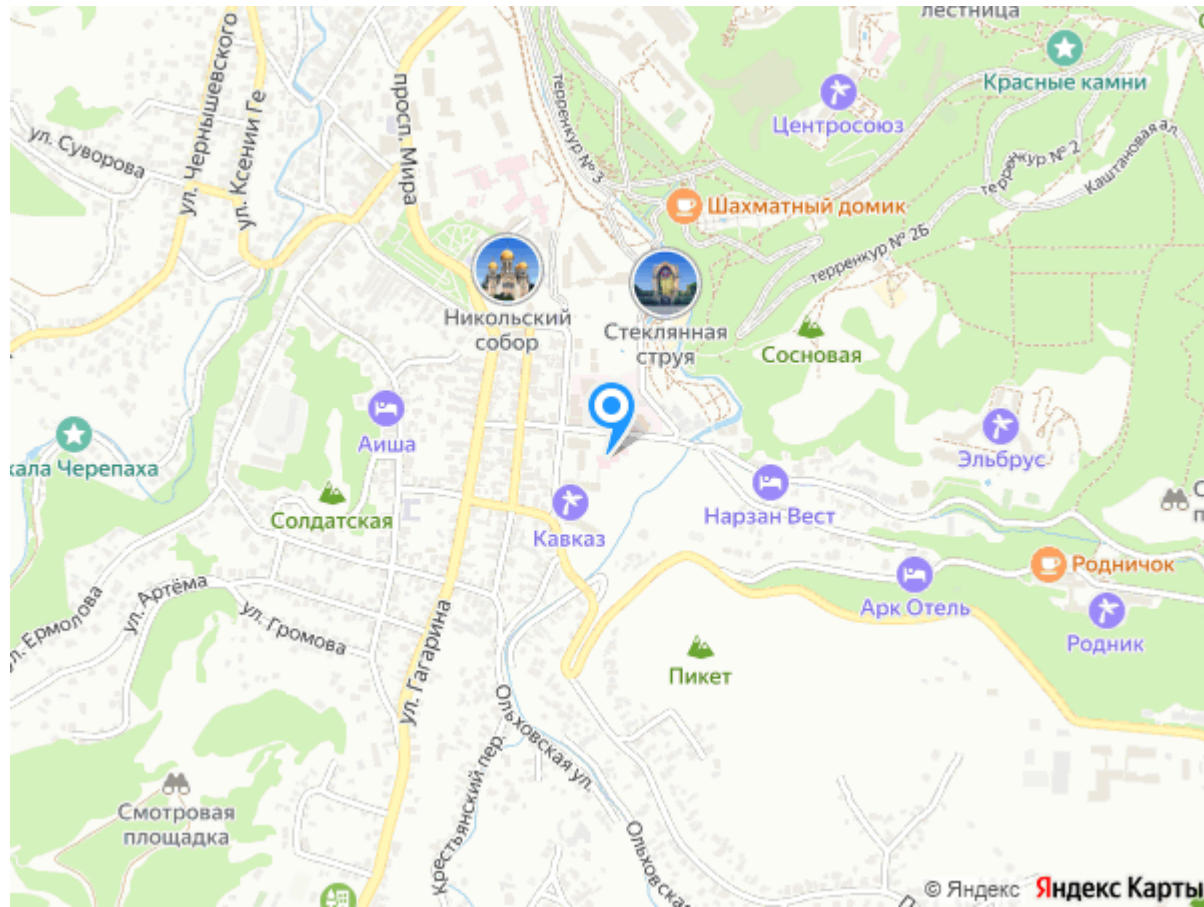 лестница
Красные камни
ул. Чернышевского
ул. Ксении Ге
просп. Мира
терренкур № 3
Центросоюз
ул. Суворова
терренкур № 2
Каштановая ал.
Шахматный домик
терренкур № 2Б
Никольский
собор
Стеклянная
струя
Сосновая
Аиша
кала Черепаха
Эльбрус
Солдатская
Кавказ
Нарзан Вест
Родничок
Арк Отель
Родник
ул. Ермолова
ул. Артёма
ул. Громова
ул. Гагарина
Пикет
Ольховская ул.
Крестьянский пер.
Смотровая
площадка
Ольховская
© Яндекс Яндекс Карты